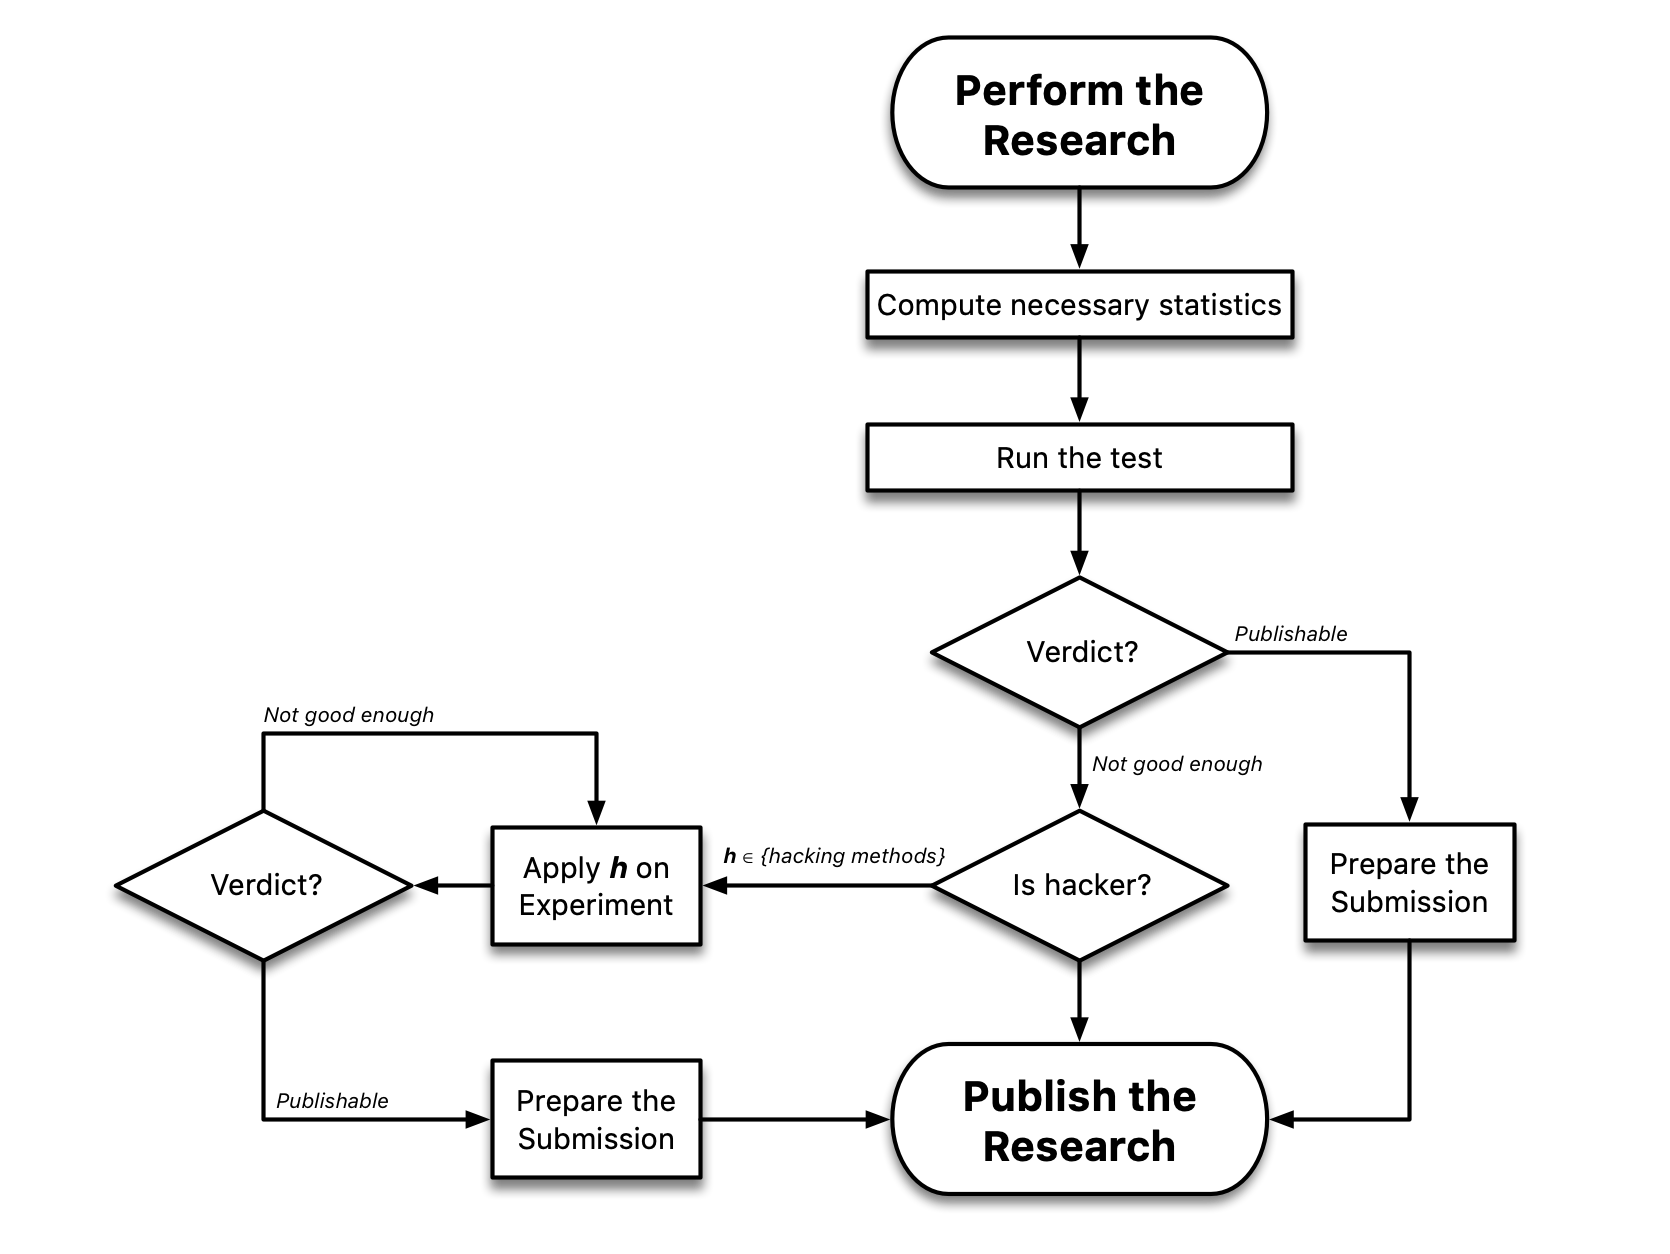 Perform the
Research
Compute necessary statistics
Run the test
Verdict?
Publishable
Not good enough
Not good enough
Verdict?
Apply h on
Experiment
h ∈ {hacking methods}
Is hacker?
Prepare the
Submission
Publishable
Prepare the
Submission
Publish the
Research